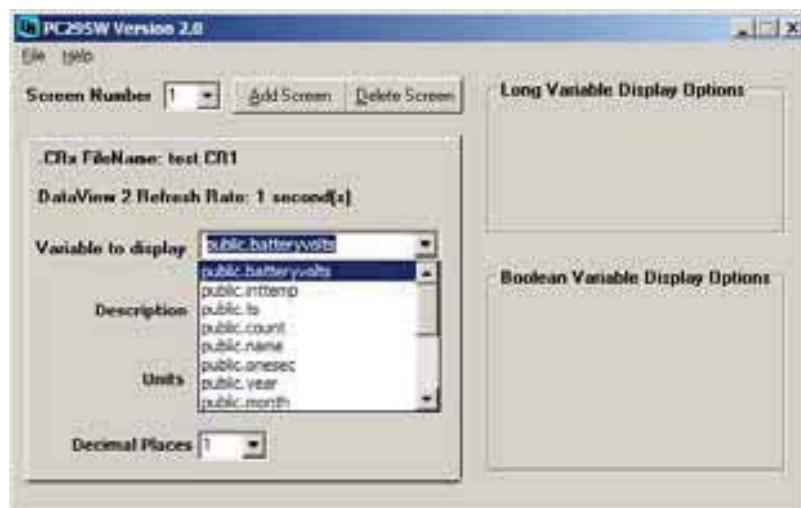 PC295W Version 2.0
File Help
Screen Number 1 Add Screen Delete Screen
.CRx FileName: test.CR1
DataView 2 Refresh Rate: 1 second(s)
Variable to display public.batteryvolts
public.batteryvolts
public.inttemp
public.ts
public.count
public.name
public.onesec
public.year
public.month
Description
Units
Decimal Places 1
Long Variable Display Options
Boolean Variable Display Options